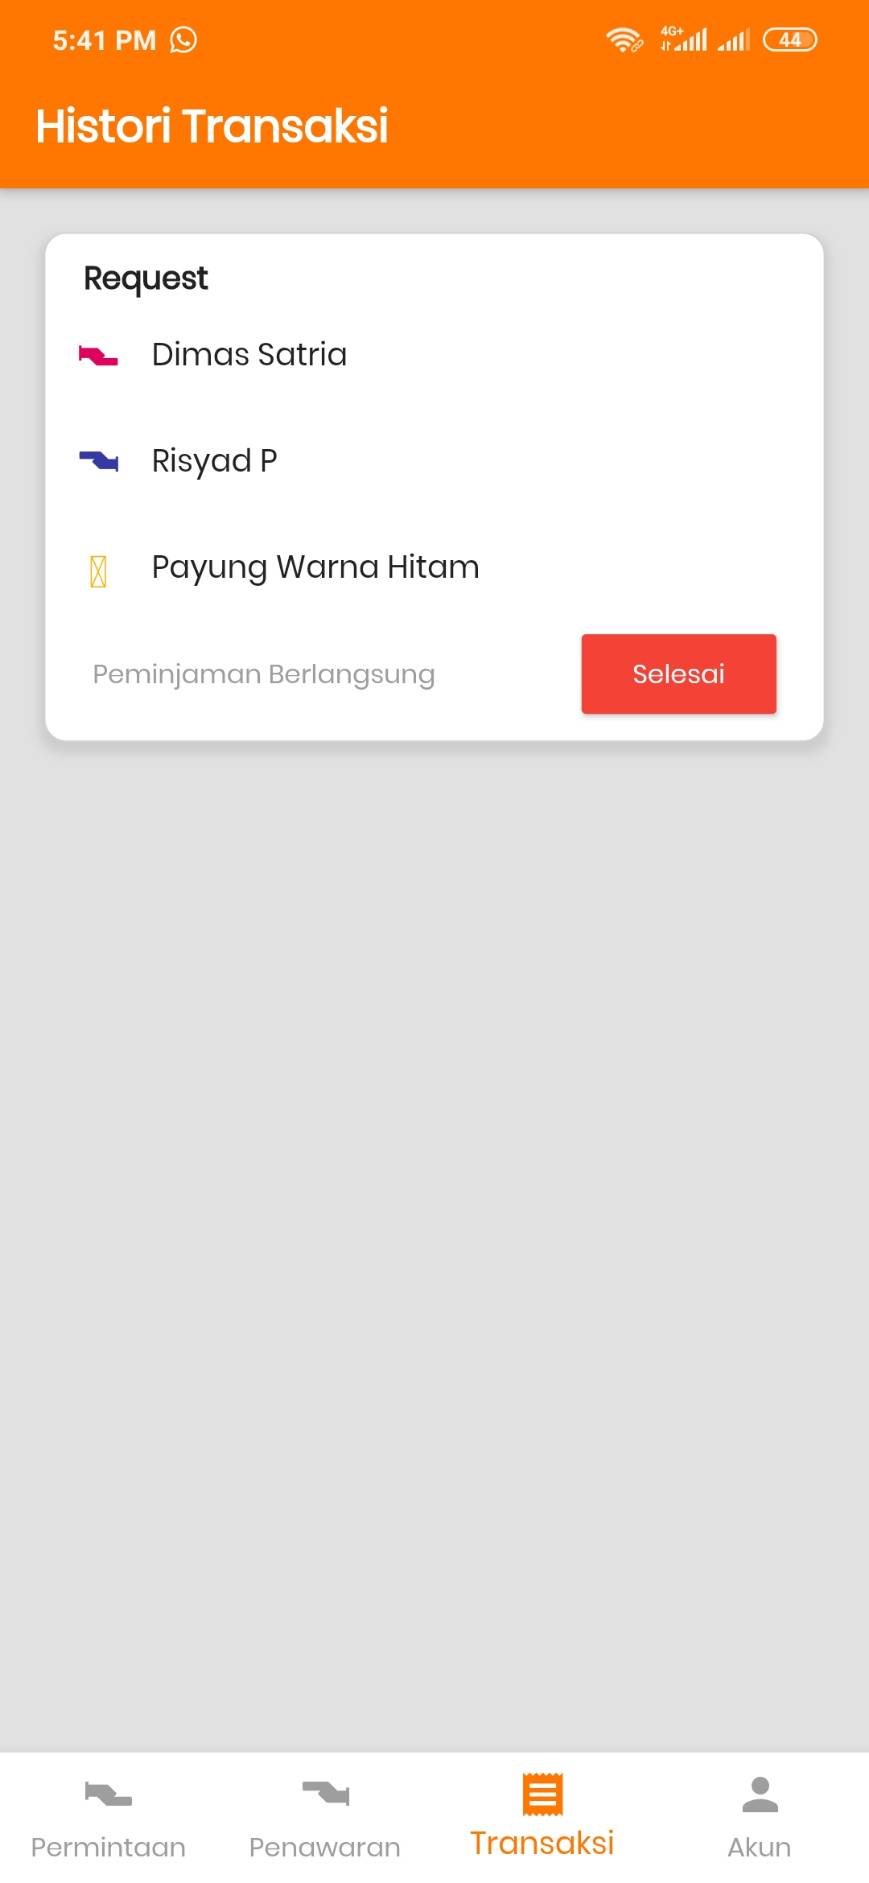 5:41 PM
4G+
44
Histori Transaksi
Request
Dimas Satria
Risyad P
Payung Warna Hitam
Peminjaman Berlangsung
Selesai
Permintaan
Penawaran
Transaksi
Akun